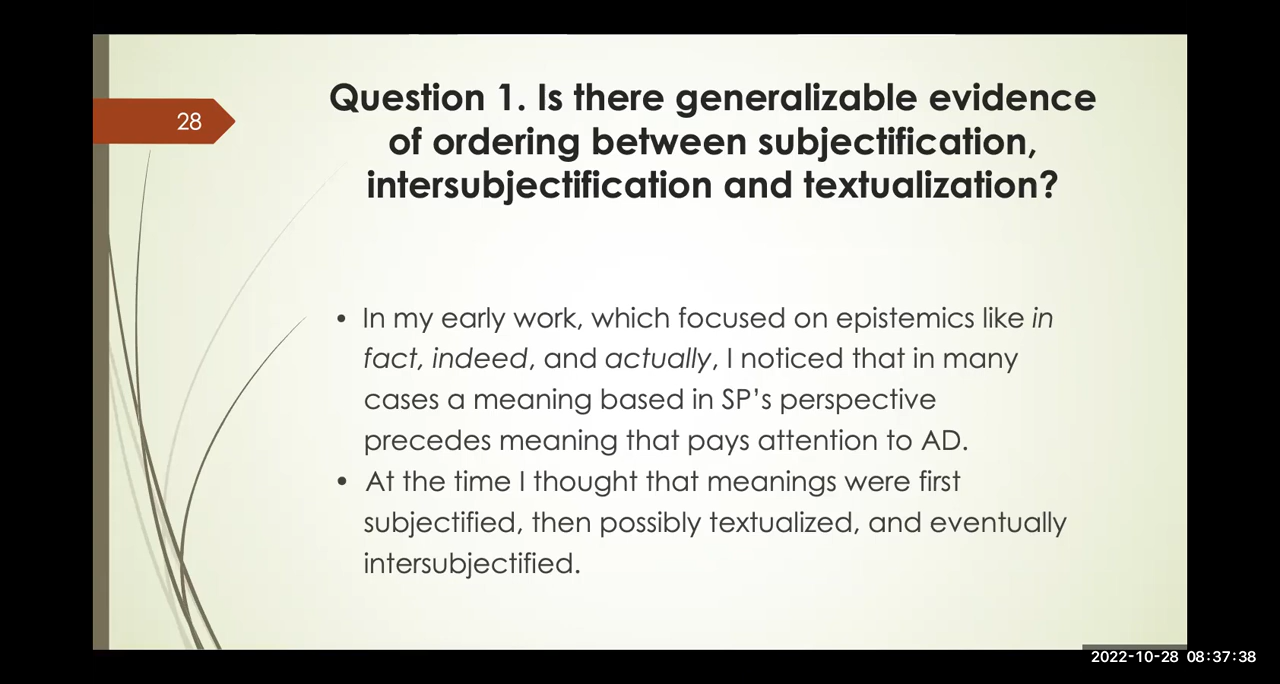 28
Question 1. Is there generalizable evidence
of ordering between subjectification,
intersubjectification and textualization?
• In my early work, which focused on epistemics like in
fact, indeed, and actually, I noticed that in many
cases a meaning based in SP's perspective
precedes meaning that pays attention to AD.
• At the time I thought that meanings were first
subjectified, then possibly textualized, and eventually
intersubjectified.
2022-10-28 08:37:38